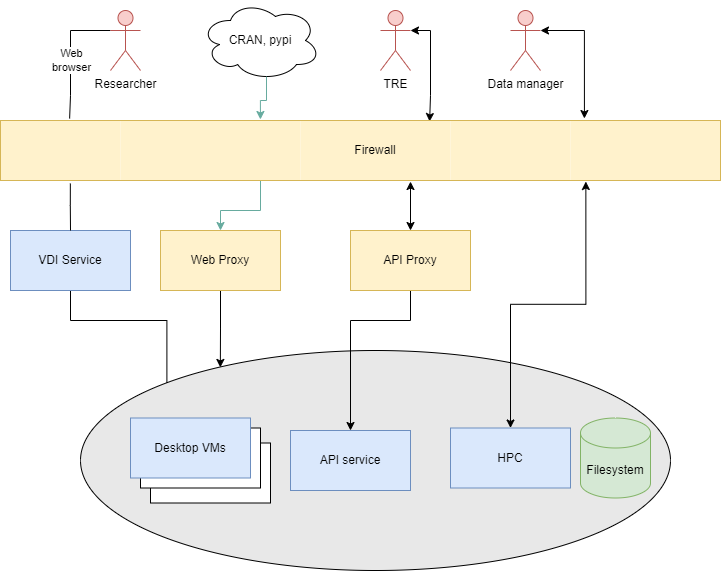 CRAN, pypi
Web
browser
Researcher
TRE
Data manager
Firewall
VDI Service
Web Proxy
API Proxy
Desktop VMs
API service
HPC
Filesystem